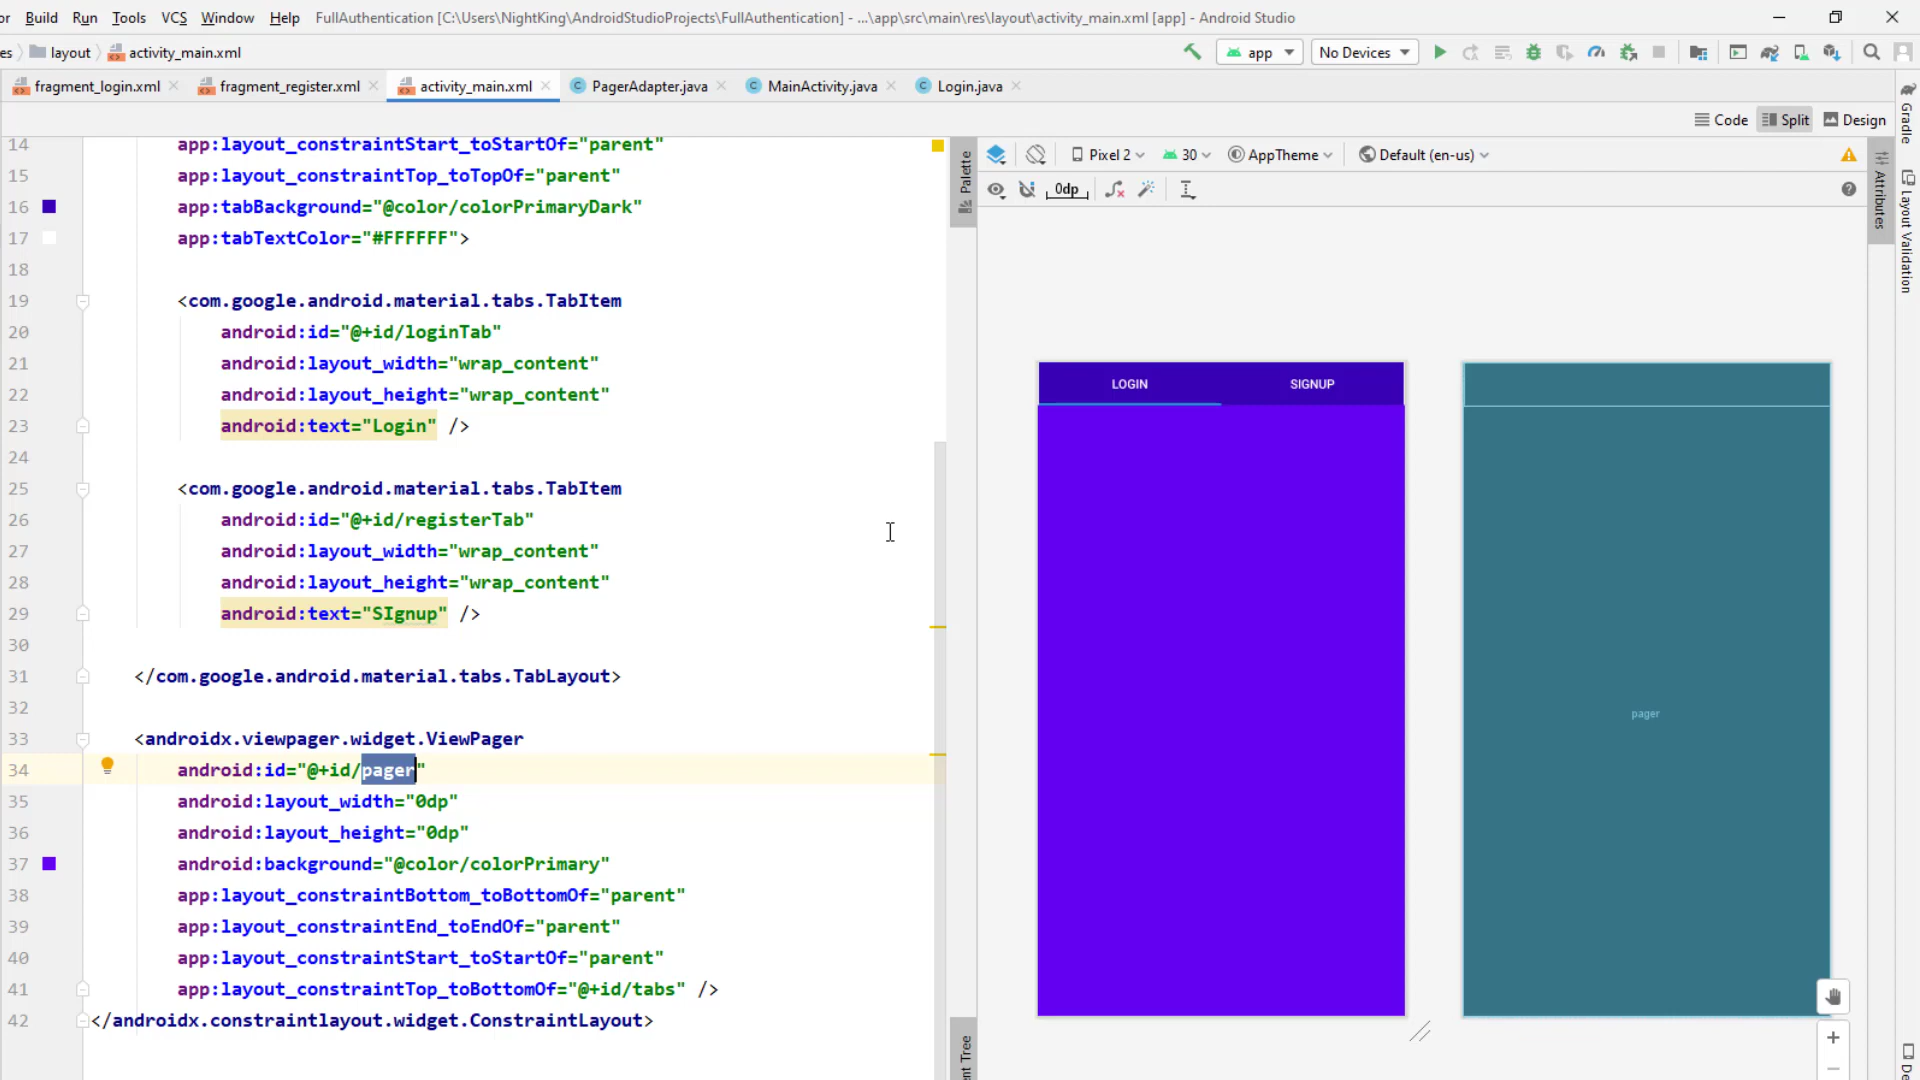 or Build Run Tools VCS Window Help FullAuthentication [C:\Users\NightKing\AndroidStudioProjects\FullAuthentication] - ...\app\src\main\res\layout\activity_main.xml [app] - Android Studio
es layout activity_main.xml app No Devices
fragment_login.xml fragment_register.xml activity_main.xml PagerAdapter.java MainActivity.java Login.java
Code Split Design
14 app:layout_constraintStart_toStartOf="parent"
15 app:layout_constraintTop_toTopOf="parent"
16 app:tabBackground="@color/colorPrimaryDark"
17 app:tabTextColor="#FFFFFF">
18
19 <com.google.android.material.tabs.TabItem
20 android:id="@+id/loginTab"
21 android:layout_width="wrap_content"
22 android:layout_height="wrap_content"
23 android:text="Login" />
24
25 <com.google.android.material.tabs.TabItem
26 android:id="@+id/registerTab"
27 android:layout_width="wrap_content"
28 android:layout_height="wrap_content"
29 android:text="SIgnup" />
30
31 </com.google.android.material.tabs.TabLayout>
32
33 <androidx.viewpager.widget.ViewPager
34 android:id="@+id/pager"
35 android:layout_width="0dp"
36 android:layout_height="0dp"
37 android:background="@color/colorPrimary"
38 app:layout_constraintBottom_toBottomOf="parent"
39 app:layout_constraintEnd_toEndOf="parent"
40 app:layout_constraintStart_toStartOf="parent"
41 app:layout_constraintTop_toBottomOf="@+id/tabs" />
42 </androidx.constraintlayout.widget.ConstraintLayout>
Palette
nt Tree
Pixel 2 30 AppTheme Default (en-us)
0dp
LOGIN SIGNUP
pager
Attributes
Gradle
Layout Validation
De